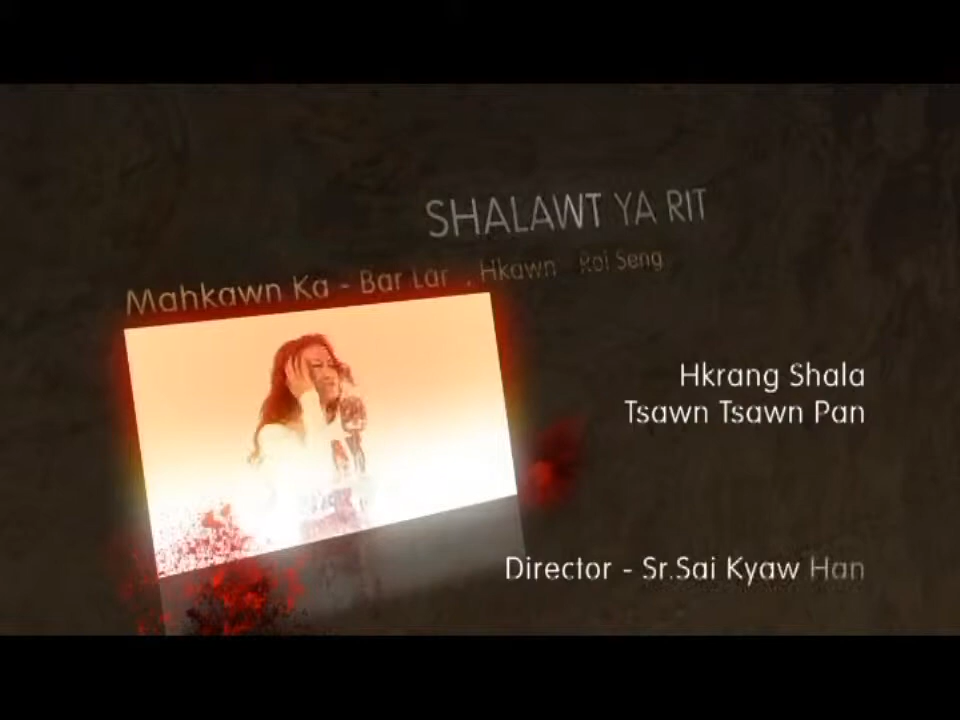 SHALAWT YA RIT
Mahkawn Ka - Bar Lar , Hkawn Roi Seng
Hkrang Shala
Tsawn Tsawn Pan
Director - Sr.Sai Kyaw Han